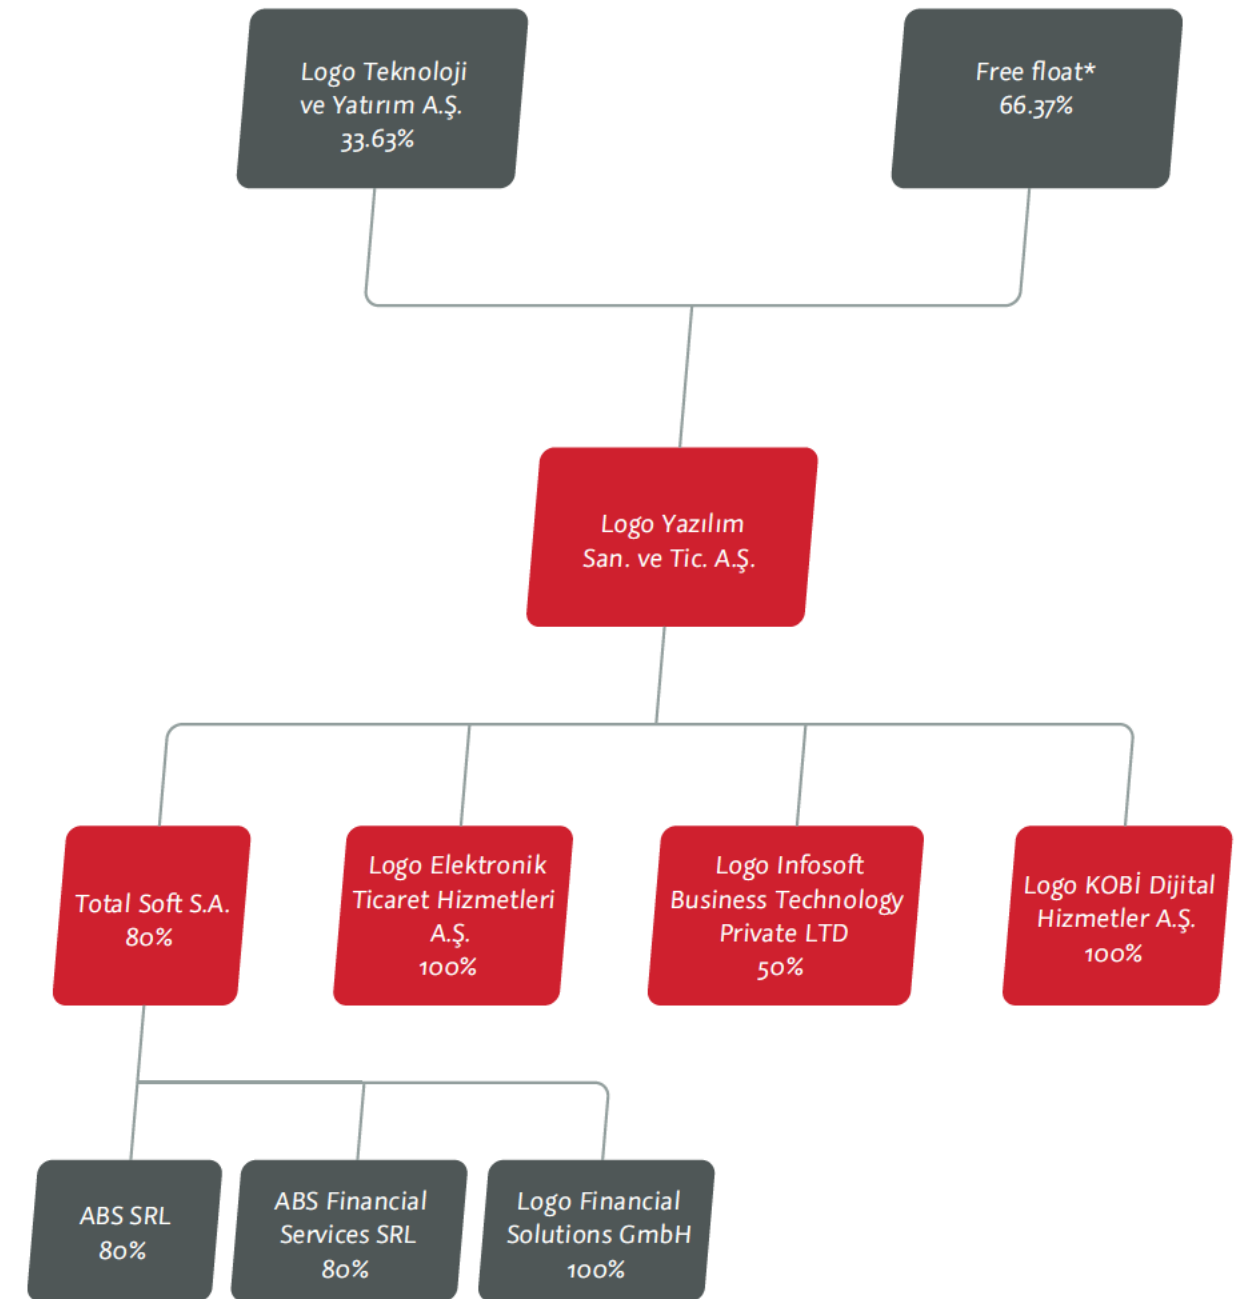 Logo Teknoloji
ve Yatırım A.Ş.
33.63%
Free float*
66.37%
Logo Yazılım
San. ve Tic. A.Ş.
Total Soft S.A.
80%
Logo Elektronik
Ticaret Hizmetleri
A.Ş.
100%
Logo Infosoft
Business Technology
Private LTD
50%
Logo KOBİ Dijital
Hizmetler A.Ş.
100%
ABS SRL
80%
ABS Financial
Services SRL
80%
Logo Financial
Solutions GmbH
100%